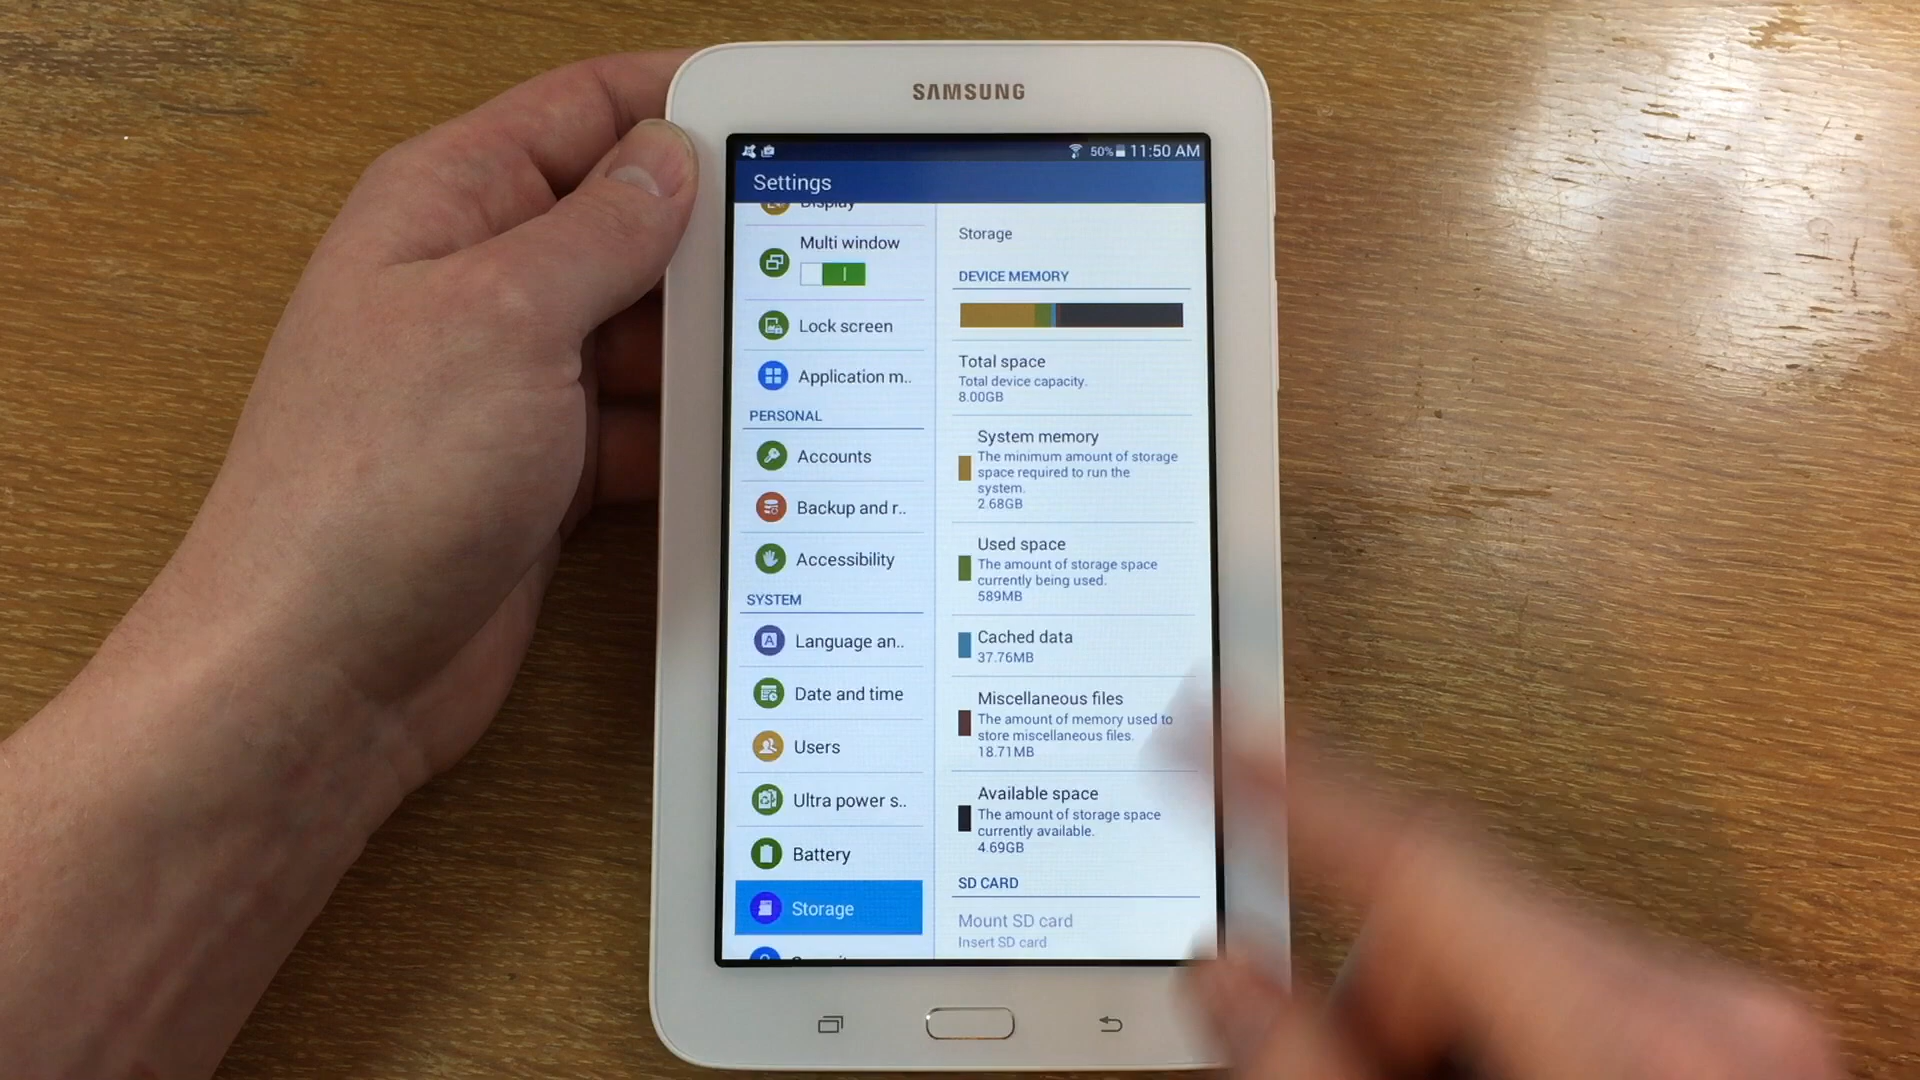 SAMSUNG
50% 11:50 AM
Settings
Display
Multi window
Lock screen
Application m..
PERSONAL
Accounts
Backup and r..
Accessibility
SYSTEM
Language an..
Date and time
Users
Ultra power s..
Battery
Storage
Storage
DEVICE MEMORY
Total space
Total device capacity.
8.00GB
System memory
The minimum amount of storage
space required to run the
system.
2.68GB
Used space
The amount of storage space
currently being used.
589MB
Cached data
37.76MB
Miscellaneous files
The amount of memory used to
store miscellaneous files.
18.71MB
Available space
The amount of storage space
currently available.
4.69GB
SD CARD
Mount SD card
Insert SD card